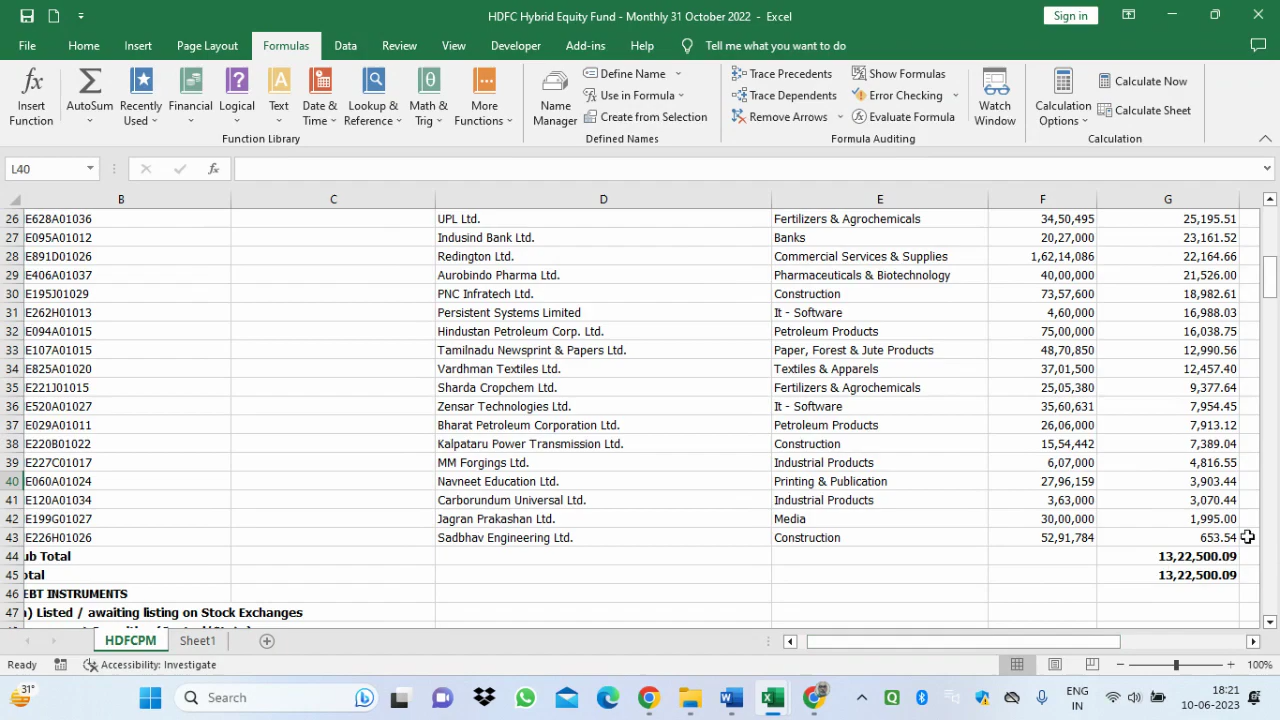 HDFC Hybrid Equity Fund - Monthly 31 October 2022 - Excel
Sign in
File Home Insert Page Layout Formulas Data Review View Developer Add-ins Help Tell me what you want to do
fx Insert Function
Σ AutoSum
Recently Used
Financial
? Logical
A Text
Date & Time
Lookup & Reference
θ Math & Trig
More Functions
Function Library
Name Manager
Define Name
Use in Formula
Create from Selection
Defined Names
Trace Precedents
Trace Dependents
Remove Arrows
Show Formulas
Error Checking
Evaluate Formula
Formula Auditing
Watch Window
Calculation Options
Calculate Now
Calculate Sheet
Calculation
L40 fx
B C D E F G
26 E628A01036 UPL Ltd. Fertilizers & Agrochemicals 34,50,495 25,195.51
27 E095A01012 Indusind Bank Ltd. Banks 20,27,000 23,161.52
28 E891D01026 Redington Ltd. Commercial Services & Supplies 1,62,14,086 22,164.66
29 E406A01037 Aurobindo Pharma Ltd. Pharmaceuticals & Biotechnology 40,00,000 21,526.00
30 E195J01029 PNC Infratech Ltd. Construction 73,57,600 18,982.61
31 E262H01013 Persistent Systems Limited It - Software 4,60,000 16,988.03
32 E094A01015 Hindustan Petroleum Corp. Ltd. Petroleum Products 75,00,000 16,038.75
33 E107A01015 Tamilnadu Newsprint & Papers Ltd. Paper, Forest & Jute Products 48,70,850 12,990.56
34 E825A01020 Vardhman Textiles Ltd. Textiles & Apparels 37,01,500 12,457.40
35 E221J01015 Sharda Cropchem Ltd. Fertilizers & Agrochemicals 25,05,380 9,377.64
36 E520A01027 Zensar Technologies Ltd. It - Software 35,60,631 7,954.45
37 E029A01011 Bharat Petroleum Corporation Ltd. Petroleum Products 26,06,000 7,913.12
38 E220B01022 Kalpataru Power Transmission Ltd. Construction 15,54,442 7,389.04
39 E227C01017 MM Forgings Ltd. Industrial Products 6,07,000 4,816.55
40 E060A01024 Navneet Education Ltd. Printing & Publication 27,96,159 3,903.44
41 E120A01034 Carborundum Universal Ltd. Industrial Products 3,63,000 3,070.44
42 E199G01027 Jagran Prakashan Ltd. Media 30,00,000 1,995.00
43 E226H01026 Sadbhav Engineering Ltd. Construction 52,91,784 653.54
44 ub Total 13,22,500.09
45 otal 13,22,500.09
46 EBT INSTRUMENTS
47 ) Listed / awaiting listing on Stock Exchanges
HDFCPM Sheet1
Ready Accessibility: Investigate 100%
31° Search ENG IN 18:21 10-06-2023